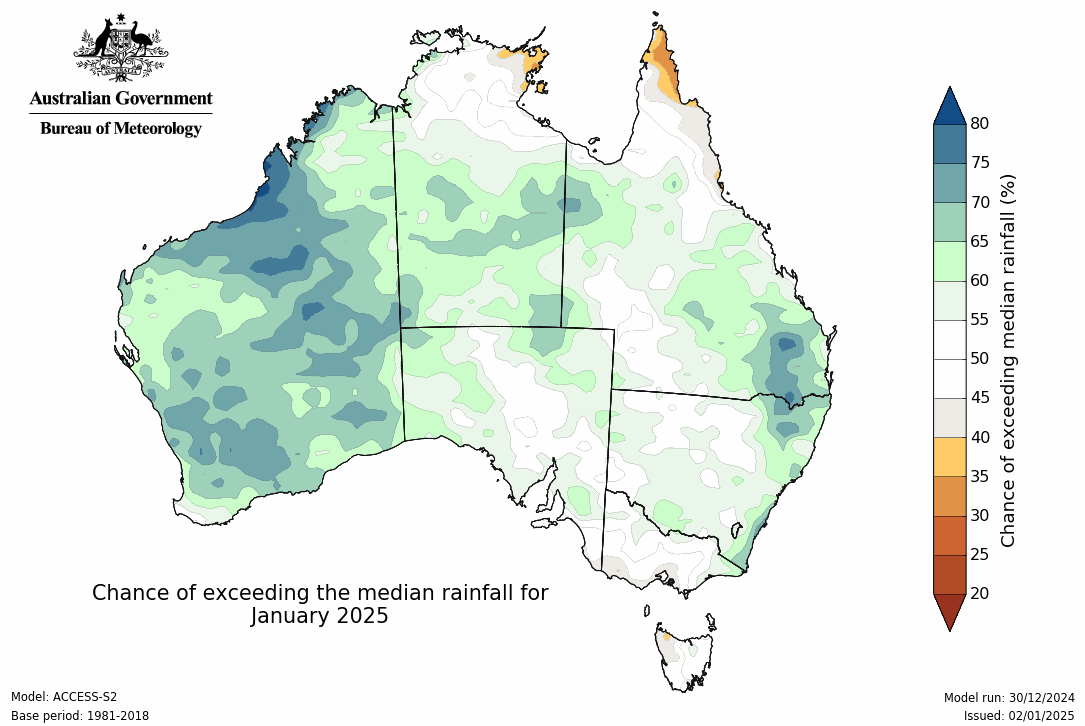 Australian Government
Bureau of Meteorology
80
75
70
65
60
55
50
45
40
35
30
25
20
Chance of exceeding median rainfall (%)
Chance of exceeding the median rainfall for
January 2025
Model: ACCESS-S2
Base period: 1981-2018
Model run: 30/12/2024
Issued: 02/01/2025